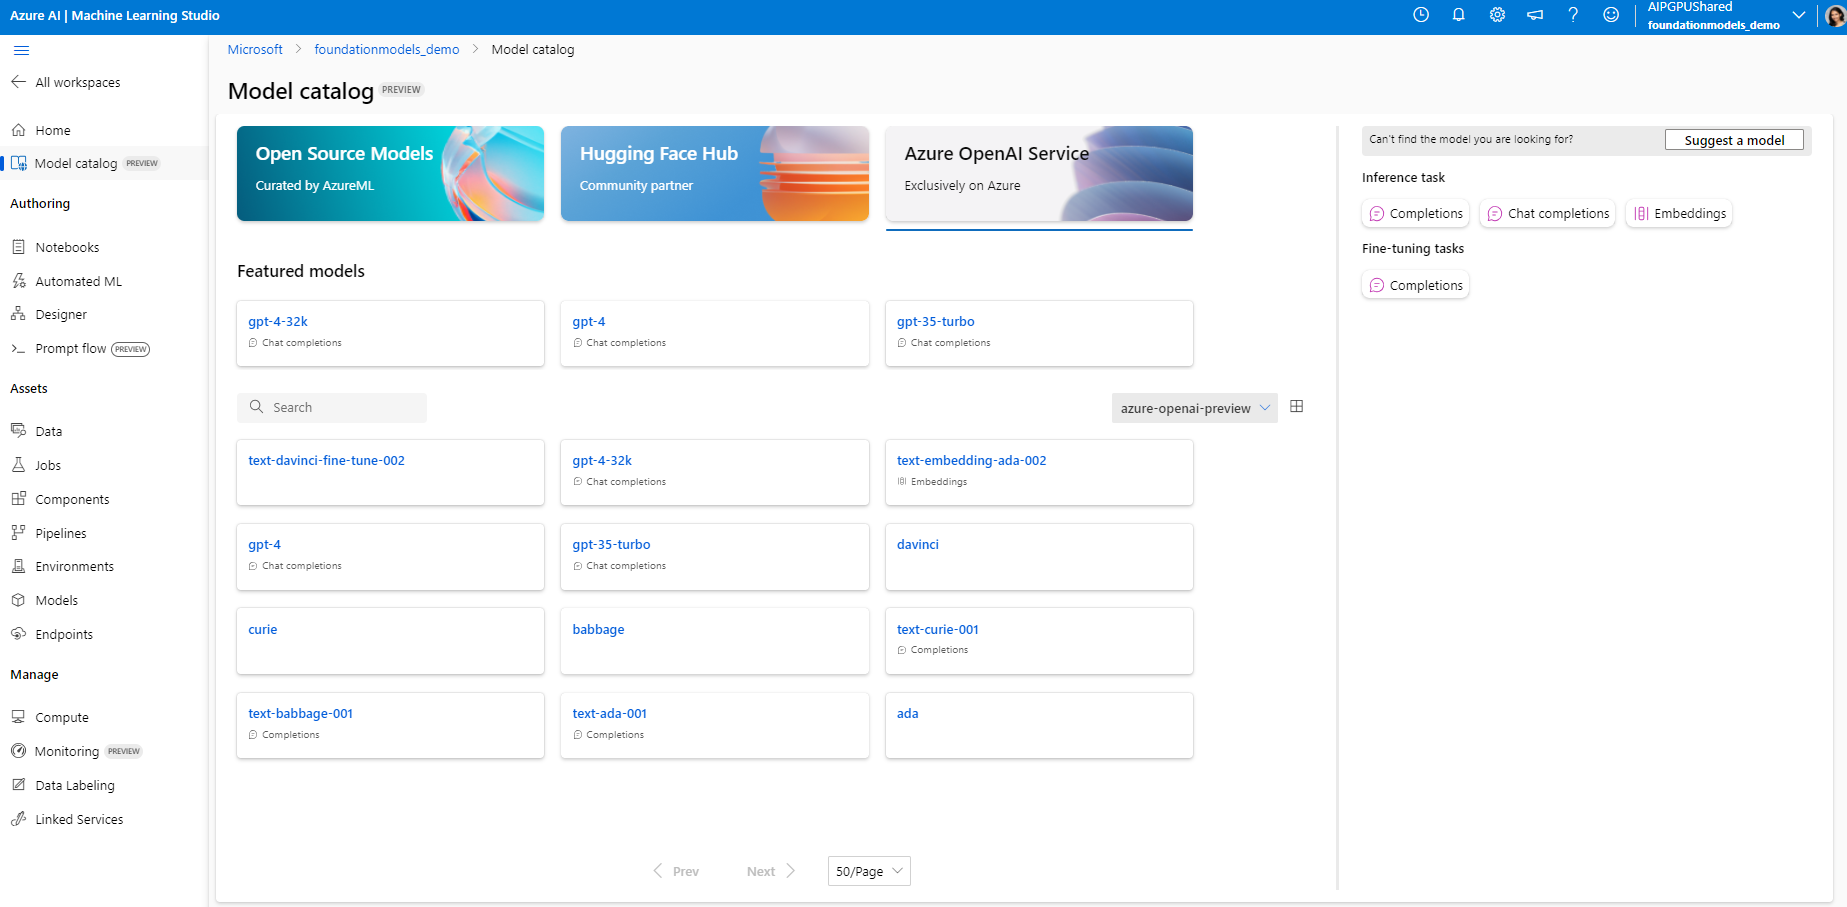 Azure AI | Machine Learning Studio
AIPGPUShared
foundationmodels_demo
All workspaces
Home
Model catalog PREVIEW
Authoring
Notebooks
Automated ML
Designer
Prompt flow PREVIEW
Assets
Data
Jobs
Components
Pipelines
Environments
Models
Endpoints
Manage
Compute
Monitoring PREVIEW
Data Labeling
Linked Services
Microsoft > foundationmodels_demo > Model catalog
Model catalog PREVIEW
Open Source Models
Curated by AzureML
Hugging Face Hub
Community partner
Azure OpenAI Service
Exclusively on Azure
Featured models
gpt-4-32k
Chat completions
gpt-4
Chat completions
gpt-35-turbo
Chat completions
Search
azure-openai-preview
text-davinci-fine-tune-002
gpt-4-32k
Chat completions
text-embedding-ada-002
Embeddings
gpt-4
Chat completions
gpt-35-turbo
Chat completions
davinci
curie
babbage
text-curie-001
Completions
text-babbage-001
Completions
text-ada-001
Completions
ada
Prev
Next
50/Page
Can't find the model you are looking for?
Suggest a model
Inference task
Completions
Chat completions
Embeddings
Fine-tuning tasks
Completions